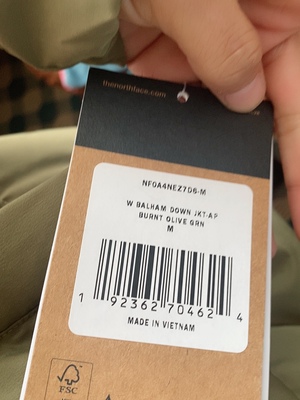 thenorthface.com
NF0A4NEZ7D6-M
W BALHAM DOWN JKT-AP
BURNT OLIVE GRN
M
1 92362 70462 4
MADE IN VIETNAM
FSC